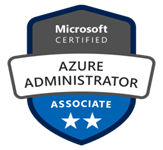 Microsoft
CERTIFIED
AZURE
ADMINISTRATOR
ASSOCIATE